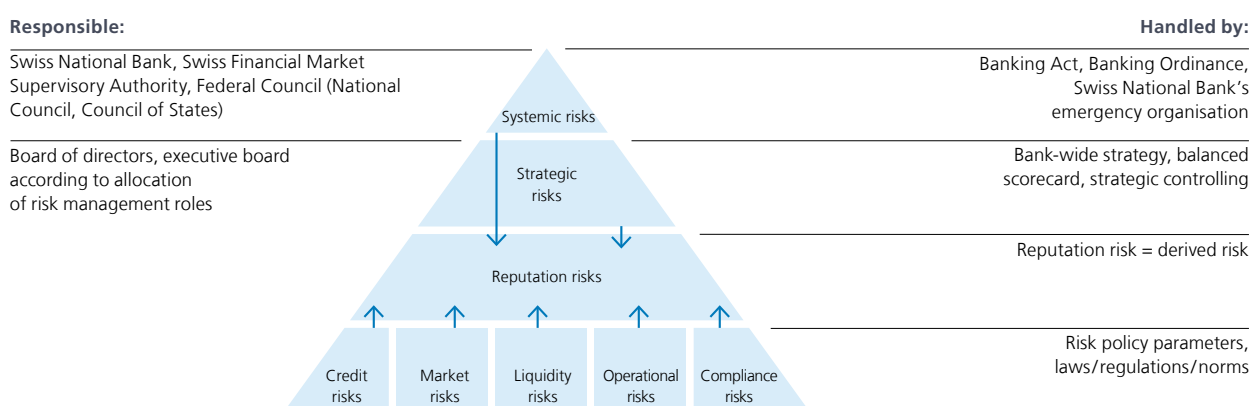 Responsible:
Handled by:
Swiss National Bank, Swiss Financial Market
Supervisory Authority, Federal Council (National
Council, Council of States)
Banking Act, Banking Ordinance,
Swiss National Bank’s
emergency organisation
Systemic risks
Board of directors, executive board
according to allocation
of risk management roles
Strategic
risks
Bank-wide strategy, balanced
scorecard, strategic controlling
Reputation risks
Reputation risk = derived risk
Credit
risks
Market
risks
Liquidity
risks
Operational
risks
Compliance
risks
Risk policy parameters,
laws/regulations/norms